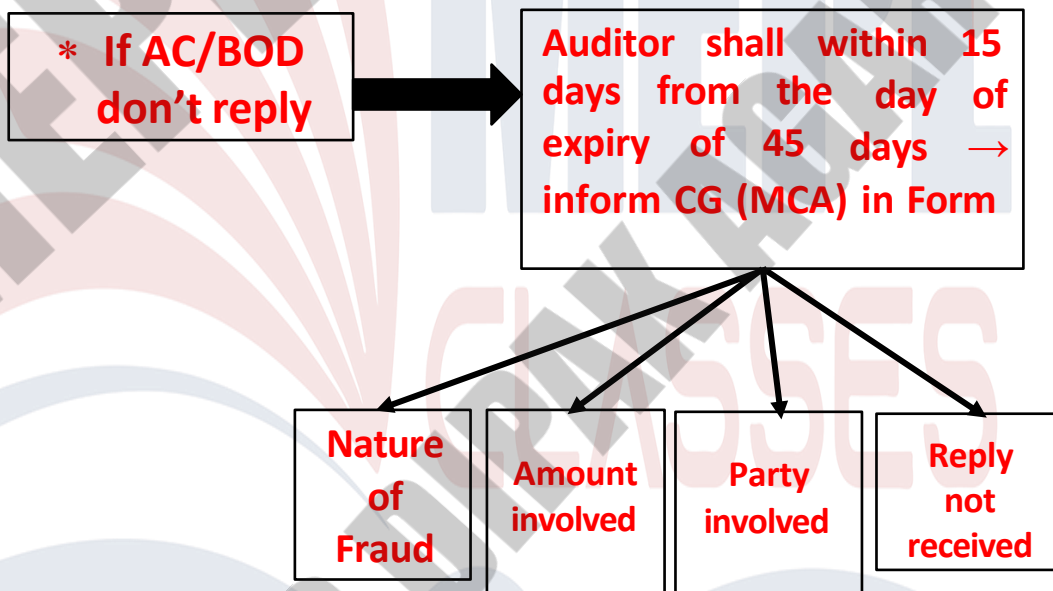 * If AC/BOD
don't reply
Auditor shall within 15
days from the day of
expiry of 45 days →
inform CG (MCA) in Form
CLASSES
Nature
of
Fraud
Amount
involved
Party
involved
Reply
not
received